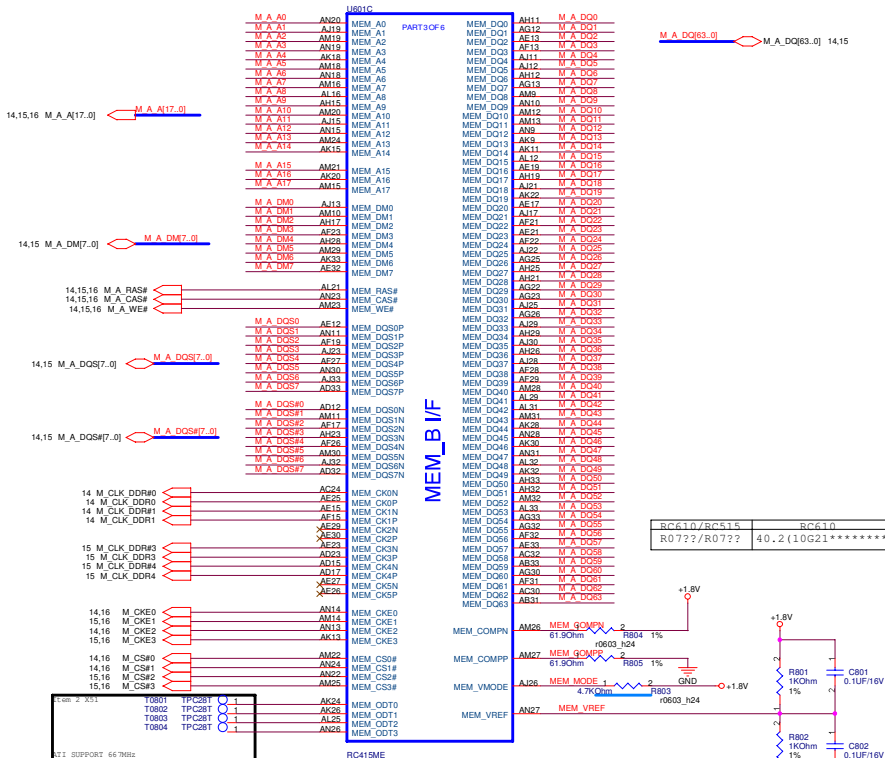 U601C
PART3OF6
M_A_A0 AN20 MEM_A0
M_A_A1 AJ19 MEM_A1
M_A_A2 AM19 MEM_A2
M_A_A3 AN19 MEM_A3
M_A_A4 AK18 MEM_A4
M_A_A5 AM18 MEM_A5
M_A_A6 AN18 MEM_A6
M_A_A7 AM16 MEM_A7
M_A_A8 AL16 MEM_A8
M_A_A9 AH15 MEM_A9
M_A_A10 AM20 MEM_A10
M_A_A11 AJ15 MEM_A11
M_A_A12 AN15 MEM_A12
M_A_A13 AM24 MEM_A13
M_A_A14 AK15 MEM_A14
M_A_A15 AM21 MEM_A15
M_A_A16 AK20 MEM_A16
M_A_A17 AM15 MEM_A17
14,15,16 M_A_A[17..0] M_A_A[17..0]
M_A_DM0 AJ13 MEM_DM0
M_A_DM1 AM10 MEM_DM1
M_A_DM2 AH17 MEM_DM2
M_A_DM3 AF23 MEM_DM3
M_A_DM4 AH28 MEM_DM4
M_A_DM5 AM29 MEM_DM5
M_A_DM6 AK33 MEM_DM6
M_A_DM7 AE32 MEM_DM7
14,15 M_A_DM[7..0] M_A_DM[7..0]
14,15,16 M_A_RAS# AL21 MEM_RAS#
14,15,16 M_A_CAS# AN23 MEM_CAS#
14,15,16 M_A_WE# AM23 MEM_WE#
M_A_DQS0 AE12 MEM_DQS0P
M_A_DQS1 AN11 MEM_DQS1P
M_A_DQS2 AF19 MEM_DQS2P
M_A_DQS3 AJ23 MEM_DQS3P
M_A_DQS4 AF27 MEM_DQS4P
M_A_DQS5 AN30 MEM_DQS5P
M_A_DQS6 AJ33 MEM_DQS6P
M_A_DQS7 AD33 MEM_DQS7P
14,15 M_A_DQS[7..0] M_A_DQS[7..0]
M_A_DQS#0 AD12 MEM_DQS0N
M_A_DQS#1 AM11 MEM_DQS1N
M_A_DQS#2 AF17 MEM_DQS2N
M_A_DQS#3 AH23 MEM_DQS3N
M_A_DQS#4 AF26 MEM_DQS4N
M_A_DQS#5 AM30 MEM_DQS5N
M_A_DQS#6 AJ32 MEM_DQS6N
M_A_DQS#7 AD32 MEM_DQS7N
14,15 M_A_DQS#[7..0] M_A_DQS#[7..0]
14 M_CLK_DDR#0 AC24 MEM_CK0N
14 M_CLK_DDR0 AE25 MEM_CK0P
14 M_CLK_DDR#1 AE15 MEM_CK1N
14 M_CLK_DDR1 AF15 MEM_CK1P
AE29 MEM_CK2N
AE30 MEM_CK2P
15 M_CLK_DDR#3 AE23 MEM_CK3N
15 M_CLK_DDR3 AD23 MEM_CK3P
15 M_CLK_DDR#4 AD15 MEM_CK4N
15 M_CLK_DDR4 AD17 MEM_CK4P
AE27 MEM_CK5N
AE26 MEM_CK5P
14,16 M_CKE0 AN14 MEM_CKE0
15,16 M_CKE1 AM14 MEM_CKE1
14,16 M_CKE2 AN13 MEM_CKE2
15,16 M_CKE3 AK13 MEM_CKE3
14,16 M_CS#0 AM22 MEM_CS0#
14,16 M_CS#1 AN24 MEM_CS1#
15,16 M_CS#2 AN22 MEM_CS2#
15,16 M_CS#3 AM25 MEM_CS3#
Item 2 X51
T0801 TPC28T 1 AK24 MEM_ODT0
T0802 TPC28T 1 AK26 MEM_ODT1
T0803 TPC28T 1 AL25 MEM_ODT2
T0804 TPC28T 1 AN26 MEM_ODT3
ATI SUPPORT 667MHz
RC415ME
MEM_B I/F
MEM_DQ0 AH11 M_A_DQ0
MEM_DQ1 AG12 M_A_DQ1
MEM_DQ2 AE13 M_A_DQ2
MEM_DQ3 AF13 M_A_DQ3
MEM_DQ4 AJ11 M_A_DQ4
MEM_DQ5 AJ12 M_A_DQ5
MEM_DQ6 AH12 M_A_DQ6
MEM_DQ7 AG13 M_A_DQ7
MEM_DQ8 AM9 M_A_DQ8
MEM_DQ9 AN10 M_A_DQ9
MEM_DQ10 AM12 M_A_DQ10
MEM_DQ11 AM13 M_A_DQ11
MEM_DQ12 AN9 M_A_DQ12
MEM_DQ13 AK9 M_A_DQ13
MEM_DQ14 AK11 M_A_DQ14
MEM_DQ15 AL12 M_A_DQ15
MEM_DQ16 AE19 M_A_DQ16
MEM_DQ17 AH19 M_A_DQ17
MEM_DQ18 AJ21 M_A_DQ18
MEM_DQ19 AK22 M_A_DQ19
MEM_DQ20 AE17 M_A_DQ20
MEM_DQ21 AJ17 M_A_DQ21
MEM_DQ22 AF21 M_A_DQ22
MEM_DQ23 AE21 M_A_DQ23
MEM_DQ24 AF22 M_A_DQ24
MEM_DQ25 AJ22 M_A_DQ25
MEM_DQ26 AG25 M_A_DQ26
MEM_DQ27 AH25 M_A_DQ27
MEM_DQ28 AH21 M_A_DQ28
MEM_DQ29 AG22 M_A_DQ29
MEM_DQ30 AG23 M_A_DQ30
MEM_DQ31 AJ25 M_A_DQ31
MEM_DQ32 AG26 M_A_DQ32
MEM_DQ33 AJ29 M_A_DQ33
MEM_DQ34 AH29 M_A_DQ34
MEM_DQ35 AJ30 M_A_DQ35
MEM_DQ36 AH26 M_A_DQ36
MEM_DQ37 AJ28 M_A_DQ37
MEM_DQ38 AF28 M_A_DQ38
MEM_DQ39 AF29 M_A_DQ39
MEM_DQ40 AM28 M_A_DQ40
MEM_DQ41 AL29 M_A_DQ41
MEM_DQ42 AL31 M_A_DQ42
MEM_DQ43 AM31 M_A_DQ43
MEM_DQ44 AK28 M_A_DQ44
MEM_DQ45 AN28 M_A_DQ45
MEM_DQ46 AK30 M_A_DQ46
MEM_DQ47 AN31 M_A_DQ47
MEM_DQ48 AL32 M_A_DQ48
MEM_DQ49 AK32 M_A_DQ49
MEM_DQ50 AH33 M_A_DQ50
MEM_DQ51 AH32 M_A_DQ51
MEM_DQ52 AM32 M_A_DQ52
MEM_DQ53 AL33 M_A_DQ53
MEM_DQ54 AG33 M_A_DQ54
MEM_DQ55 AG32 M_A_DQ55
MEM_DQ56 AF32 M_A_DQ56
MEM_DQ57 AE33 M_A_DQ57
MEM_DQ58 AC32 M_A_DQ58
MEM_DQ59 AB33 M_A_DQ59
MEM_DQ60 AG30 M_A_DQ60
MEM_DQ61 AF31 M_A_DQ61
MEM_DQ62 AC30 M_A_DQ62
MEM_DQ63 AB31 M_A_DQ63
M_A_DQ[63..0] M_A_DQ[63..0] 14,15
RC610/RC515 RC610
R07??/R07?? 40.2(10G21********
+1.8V
MEM_COMPN AM26 MEM_COMPN 1 2
61.9Ohm R804 1%
r0603_h24
MEM_COMPP AM27 MEM_COMPP 1 2
61.9Ohm R805 1%
GND
MEM_VMODE AJ26 MEM_MODE 1 2 +1.8V
4.7KOhm R803
r0603_h24
MEM_VREF AN27 MEM_VREF
+1.8V
R801
1KOhm
1%
C801
0.1UF/16V
R802
1KOhm
1%
C802
0.1UF/16V